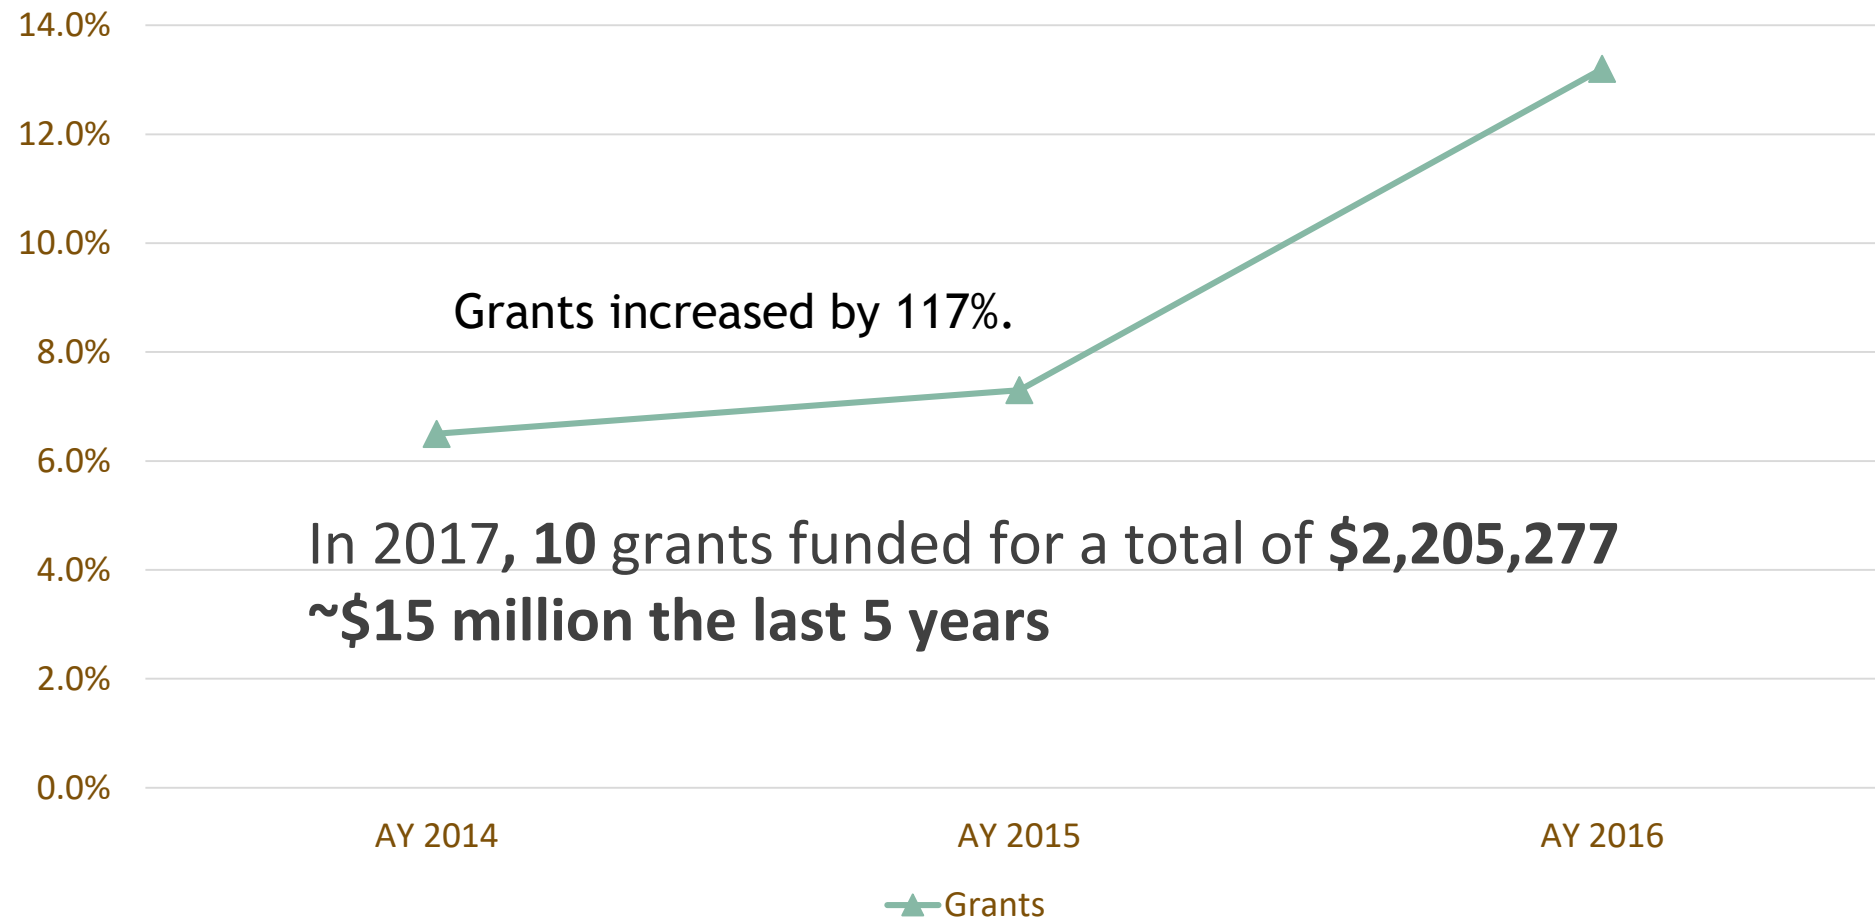 14.0%
12.0%
10.0%
Grants increased by 117%.
8.0%
6.0%
In 2017, 10 grants funded for a total of $2,205,277
4.0%
~$15 million the last 5 years
2.0%
0.0%
AY 2014 AY 2015 AY 2016
Grants